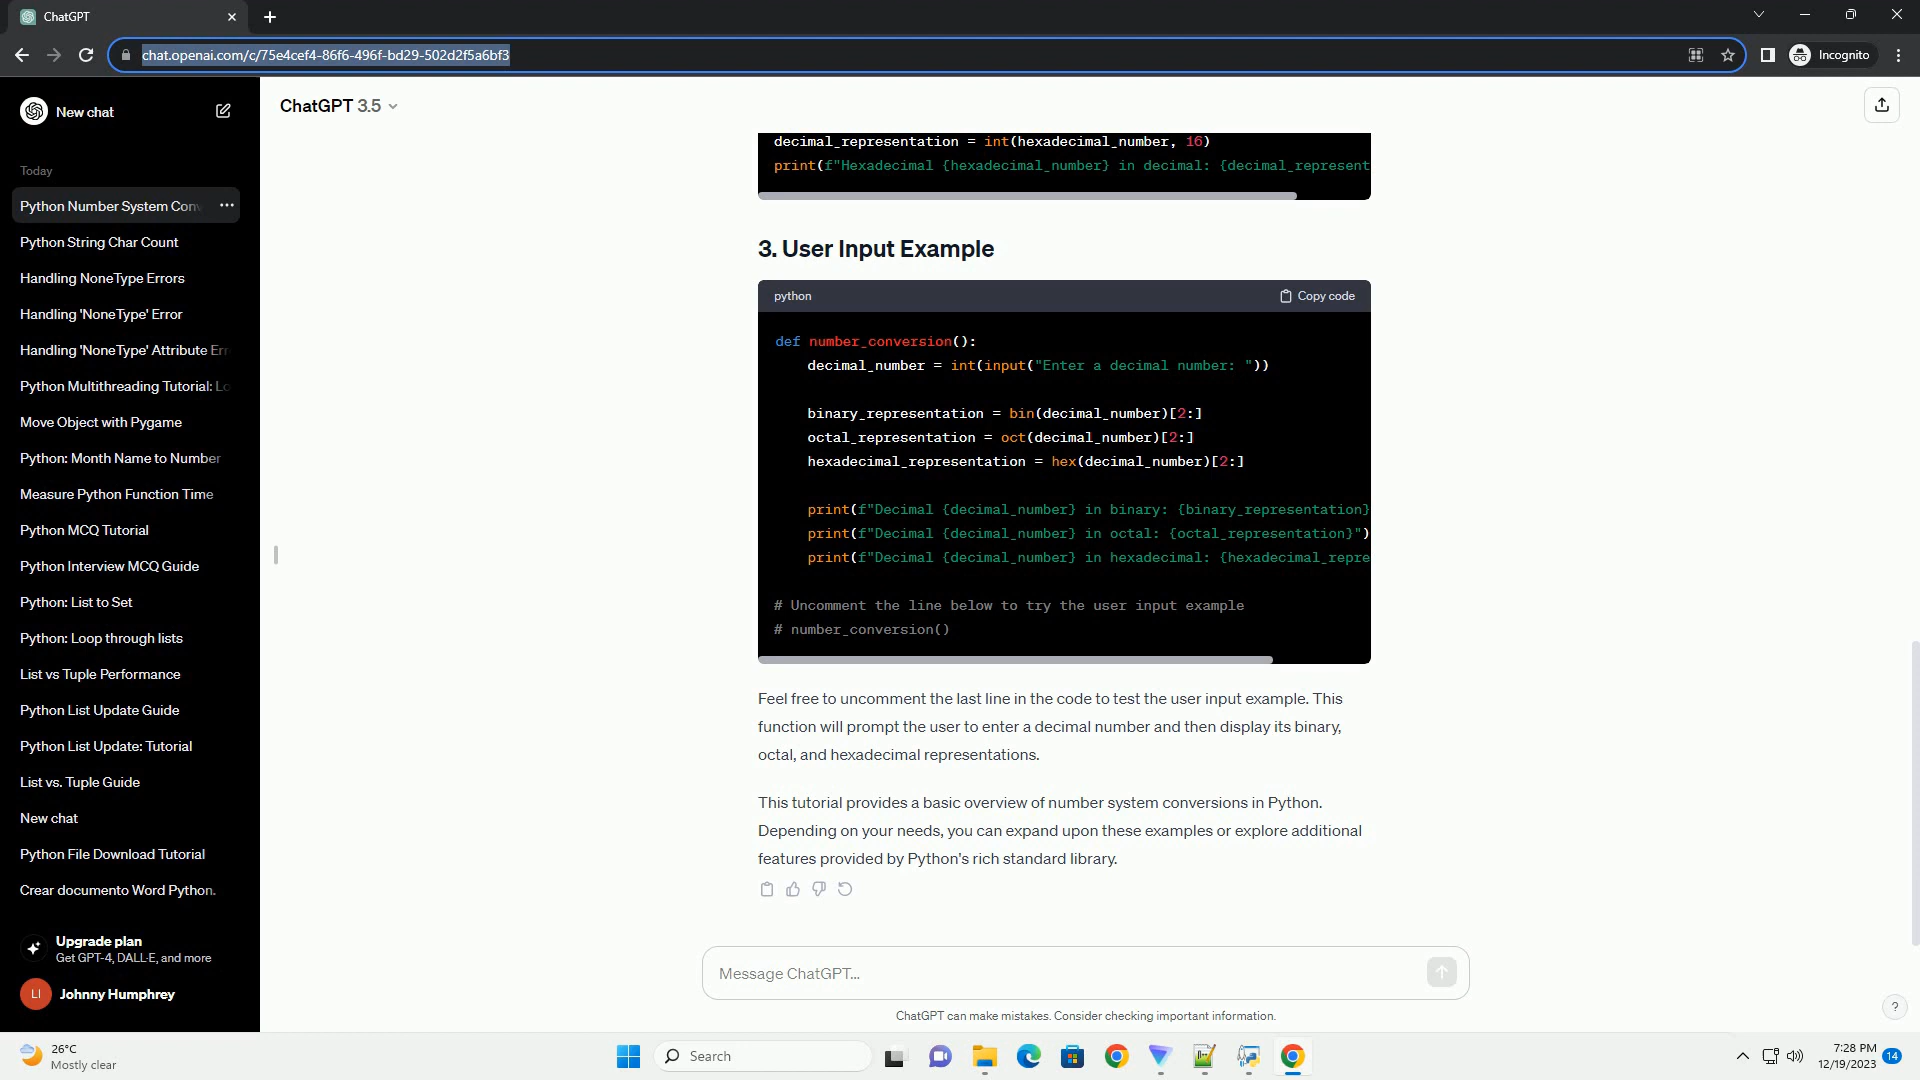 ChatGPT
chat.openai.com/c/75e4cef4-86f6-496f-bd29-502d2f5a6bf3
Incognito
New chat
ChatGPT 3.5
Today
Python Number System Conv
Python String Char Count
Handling NoneType Errors
Handling 'NoneType' Error
Handling 'NoneType' Attribute Err
Python Multithreading Tutorial: Lo
Move Object with Pygame
Python: Month Name to Number
Measure Python Function Time
Python MCQ Tutorial
Python Interview MCQ Guide
Python: List to Set
Python: Loop through lists
List vs Tuple Performance
Python List Update Guide
Python List Update: Tutorial
List vs. Tuple Guide
New chat
Python File Download Tutorial
Crear documento Word Python.
Upgrade plan
Get GPT-4, DALL·E, and more
LI
Johnny Humphrey
decimal_representation = int(hexadecimal_number, 16)
print(f"Hexadecimal {hexadecimal_number} in decimal: {decimal_represent
3. User Input Example
python
Copy code
def number_conversion():
decimal_number = int(input("Enter a decimal number: "))
binary_representation = bin(decimal_number)[2:]
octal_representation = oct(decimal_number)[2:]
hexadecimal_representation = hex(decimal_number)[2:]
print(f"Decimal {decimal_number} in binary: {binary_representation}
print(f"Decimal {decimal_number} in octal: {octal_representation}")
print(f"Decimal {decimal_number} in hexadecimal: {hexadecimal_repre
# Uncomment the line below to try the user input example
# number_conversion()
Feel free to uncomment the last line in the code to test the user input example. This
function will prompt the user to enter a decimal number and then display its binary,
octal, and hexadecimal representations.
This tutorial provides a basic overview of number system conversions in Python.
Depending on your needs, you can expand upon these examples or explore additional
features provided by Python's rich standard library.
Message ChatGPT...
ChatGPT can make mistakes. Consider checking important information.
?
26°C
Mostly clear
Search
7:28 PM
12/19/2023
14